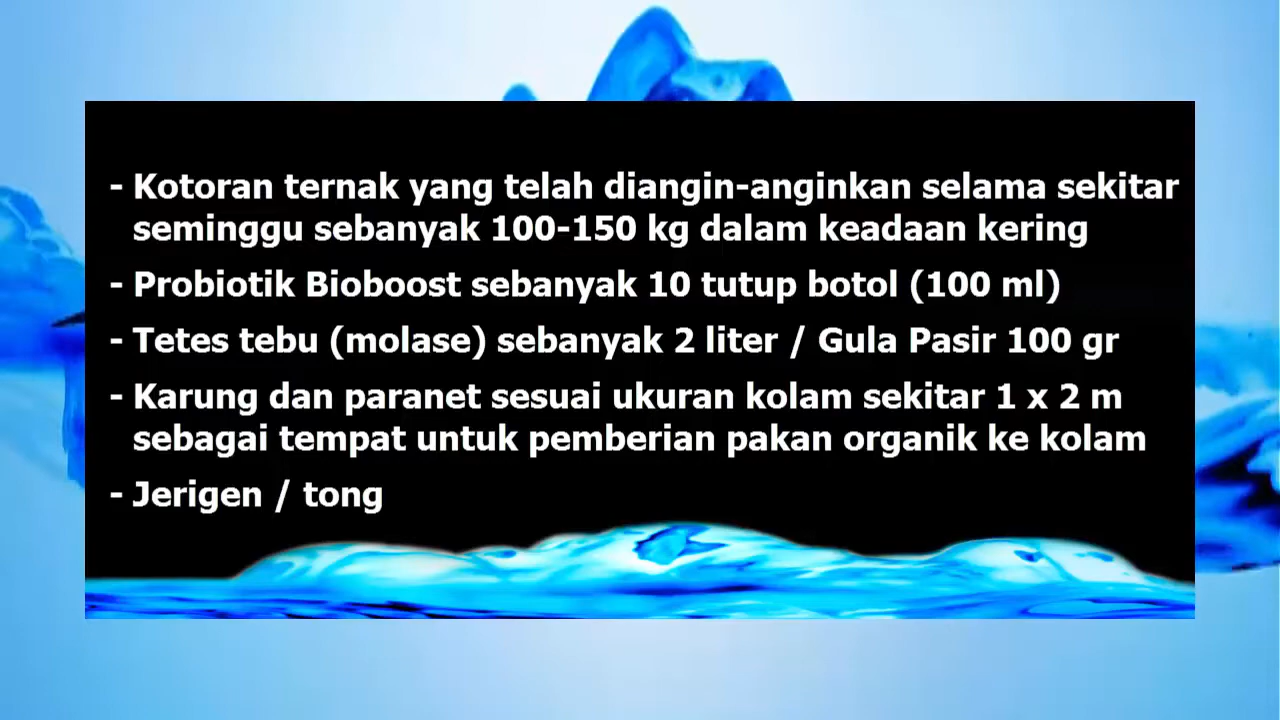 - Kotoran ternak yang telah diangin-anginkan selama sekitar
seminggu sebanyak 100-150 kg dalam keadaan kering
- Probiotik Bioboost sebanyak 10 tutup botol (100 ml)
- Tetes tebu (molase) sebanyak 2 liter / Gula Pasir 100 gr
- Karung dan paranet sesuai ukuran kolam sekitar 1 x 2 m
sebagai tempat untuk pemberian pakan organik ke kolam
- Jerigen / tong